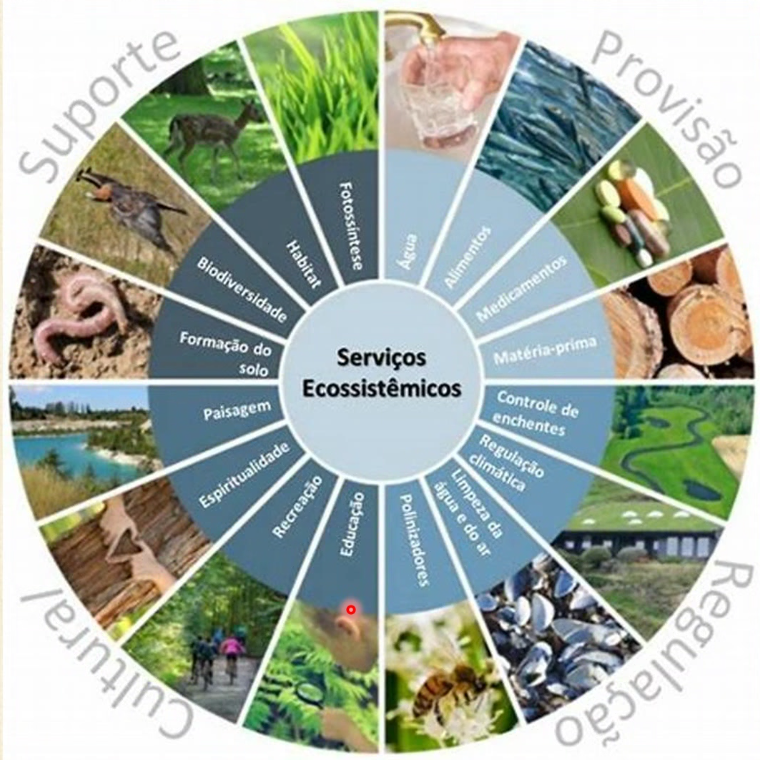 Suporte
Provisão
Fotossíntese
Habitat
Biodiversidade
Formação do
solo
Água
Alimentos
Medicamentos
Matéria-prima
Serviços
Ecossistêmicos
Paisagem
Espiritualidade
Recreação
Educação
Controle de
enchentes
Regulação
climática
Limpeza da
água e do ar
Polinizadores
Cultural
Regulação